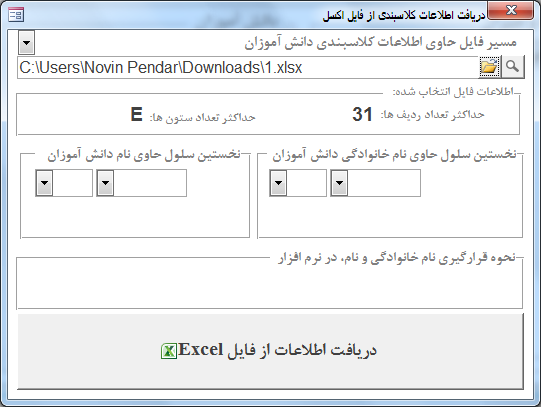 دریافت اطلاعات کلاسبندی از فایل اکسل
مسیر فایل حاوی اطلاعات کلاسبندی دانش آموزان
C:\Users\Novin Pendar\Downloads\1.xlsx
اطلاعات فایل انتخاب شده:
حداکثر تعداد ردیف ها: 31
حداکثر تعداد ستون ها: E
نخستین سلول حاوی نام خانوادگی دانش آموزان
نخستین سلول حاوی نام دانش آموزان
نحوه قرارگیری نام خانوادگی و نام، در نرم افزار
دریافت اطلاعات از فایل Excel